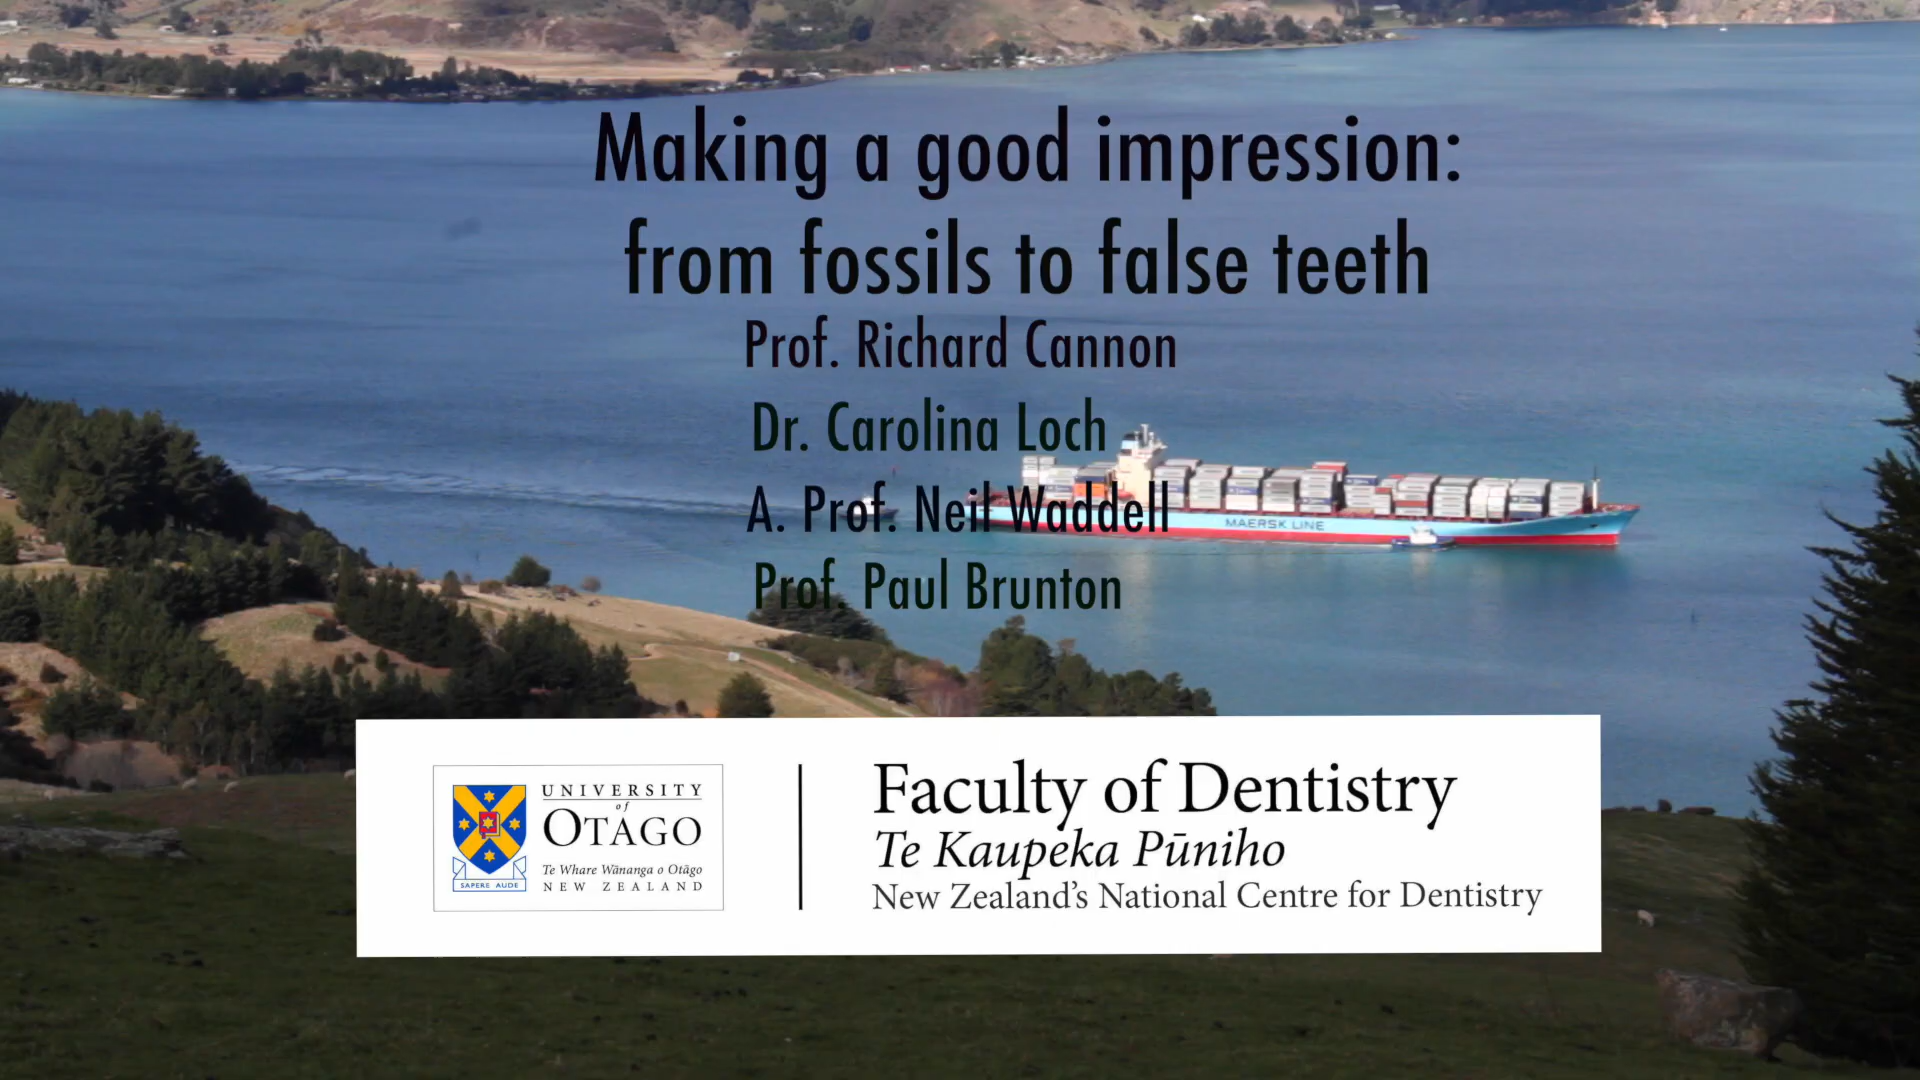 Making a good impression:
from fossils to false teeth
Prof. Richard Cannon
Dr. Carolina Loch
A. Prof. Neil Waddell
MAERSK LINE
Prof. Paul Brunton
UNIVERSITY
of
OTĀGO
Te Whare Wānanga o Otāgo
NEW ZEALAND
SAPERE AUDE
Faculty of Dentistry
Te Kaupeka Pūniho
New Zealand's National Centre for Dentistry